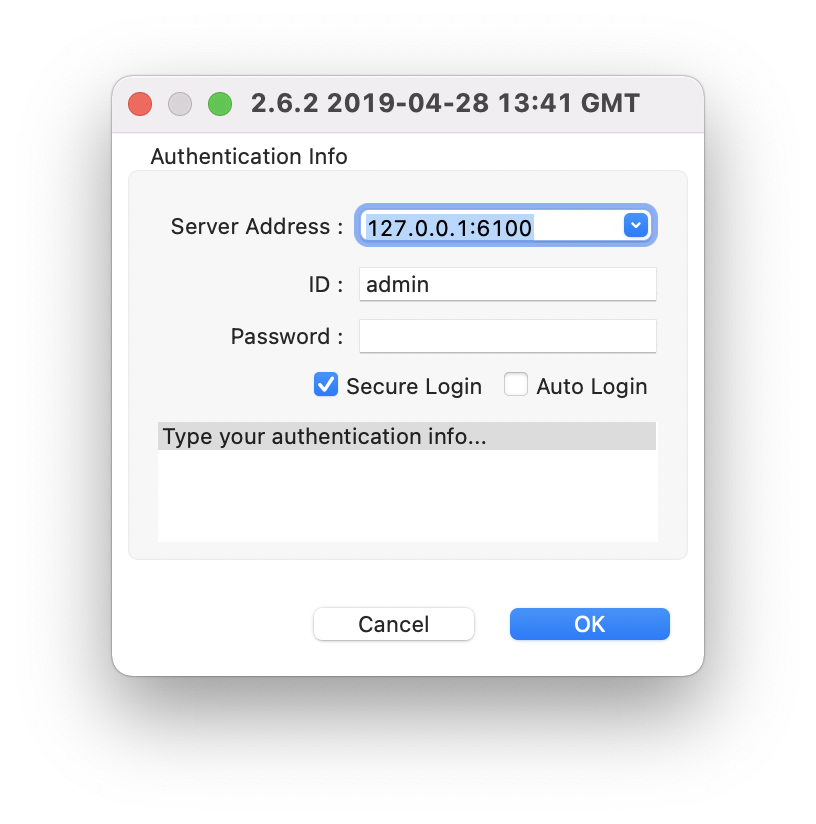 2.6.2 2019-04-28 13:41 GMT
Authentication Info
Server Address : 127.0.0.1:6100
ID : admin
Password :
Secure Login Auto Login
Type your authentication info...
Cancel OK